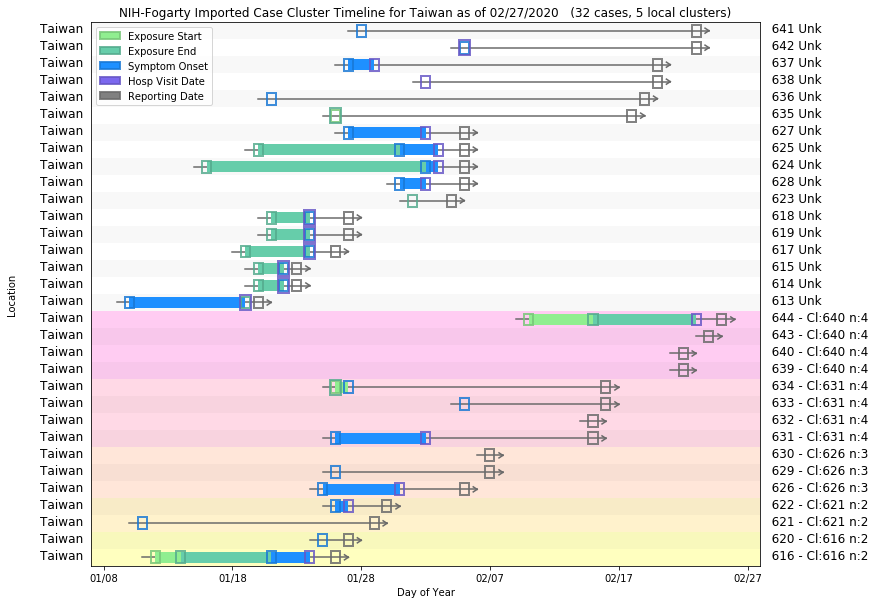 NIH-Fogarty Imported Case Cluster Timeline for Taiwan as of 02/27/2020 (32 cases, 5 local clusters)
Exposure Start
Exposure End
Symptom Onset
Hosp Visit Date
Reporting Date
Taiwan 641 Unk
Taiwan 642 Unk
Taiwan 637 Unk
Taiwan 638 Unk
Taiwan 636 Unk
Taiwan 635 Unk
Taiwan 627 Unk
Taiwan 625 Unk
Taiwan 624 Unk
Taiwan 628 Unk
Taiwan 623 Unk
Taiwan 618 Unk
Taiwan 619 Unk
Taiwan 617 Unk
Taiwan 615 Unk
Taiwan 614 Unk
Taiwan 613 Unk
Taiwan 644 - Cl:640 n:4
Taiwan 643 - Cl:640 n:4
Taiwan 640 - Cl:640 n:4
Taiwan 639 - Cl:640 n:4
Taiwan 634 - Cl:631 n:4
Taiwan 633 - Cl:631 n:4
Taiwan 632 - Cl:631 n:4
Taiwan 631 - Cl:631 n:4
Taiwan 630 - Cl:626 n:3
Taiwan 629 - Cl:626 n:3
Taiwan 626 - Cl:626 n:3
Taiwan 622 - Cl:621 n:2
Taiwan 621 - Cl:621 n:2
Taiwan 620 - Cl:616 n:2
Taiwan 616 - Cl:616 n:2
Location
01/08 01/18 01/28 02/07 02/17 02/27
Day of Year